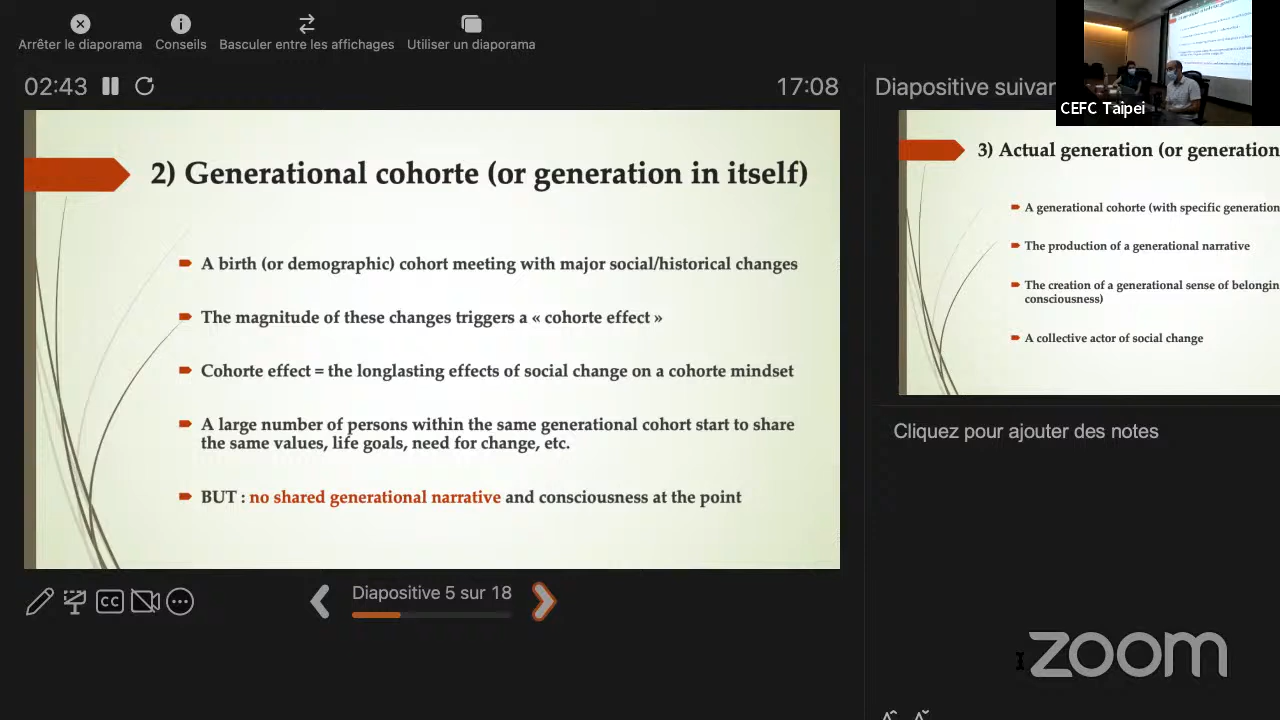 Arrêter le diaporama
Conseils
Basculer entre les affichages
Utiliser un diaporama
02:43
17:08
Diapositive suivan
CEFC Taipei
2) Generational cohorte (or generation in itself)
A birth (or demographic) cohort meeting with major social/historical changes
The magnitude of these changes triggers a « cohorte effect »
Cohorte effect = the longlasting effects of social change on a cohorte mindset
A large number of persons within the same generational cohort start to share
the same values, life goals, need for change, etc.
BUT : no shared generational narrative and consciousness at the point
3) Actual generation (or generation
A generational cohorte (with specific generation
The production of a generational narrative
The creation of a generational sense of belongin
consciousness)
A collective actor of social change
Cliquez pour ajouter des notes
CC
Diapositive 5 sur 18
zoom